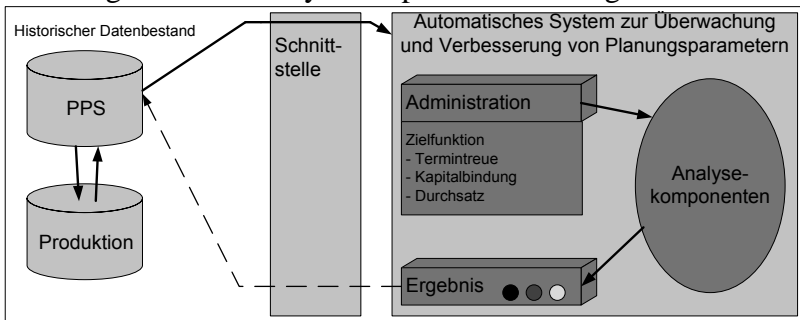 Historischer Datenbestand
PPS
Produktion
Schnitt-
stelle
Automatisches System zur Überwachung
und Verbesserung von Planungsparametern
Administration
Zielfunktion
- Termintreue
- Kapitalbindung
- Durchsatz
Analyse-
komponenten
Ergebnis